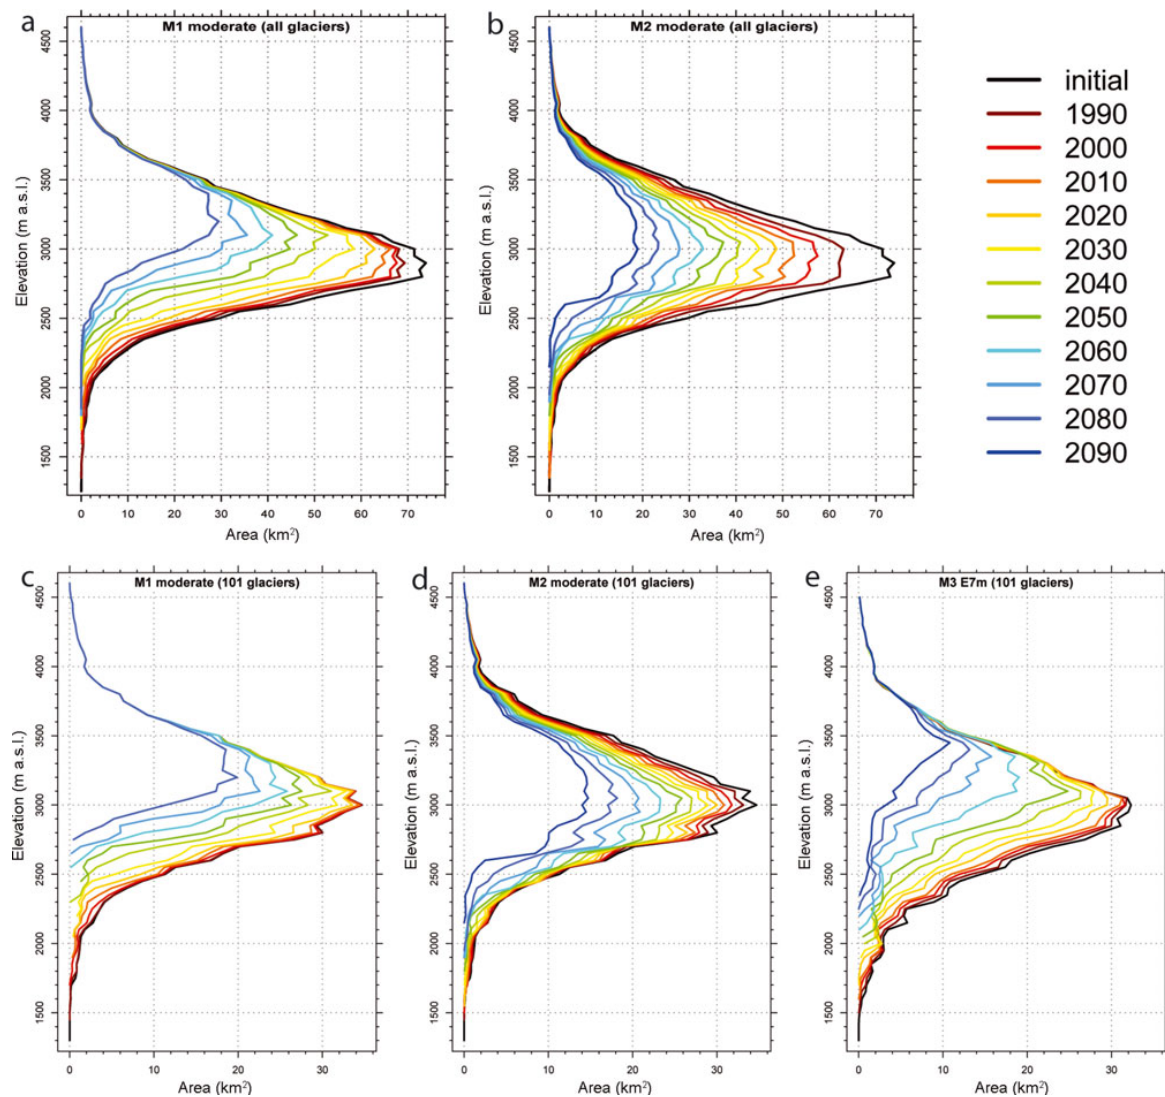 a
M1 moderate (all glaciers)
Elevation (m a.s.l.)
4500
4000
3500
3000
2500
2000
1500
0 10 20 30 40 50 60 70
Area (km²)
b
M2 moderate (all glaciers)
Elevation (m a.s.l.)
4500
4000
3500
3000
2500
2000
1500
0 10 20 30 40 50 60 70
Area (km²)
initial
1990
2000
2010
2020
2030
2040
2050
2060
2070
2080
2090
c
M1 moderate (101 glaciers)
Elevation (m a.s.l.)
4500
4000
3500
3000
2500
2000
1500
0 10 20 30
Area (km²)
d
M2 moderate (101 glaciers)
Elevation (m a.s.l.)
4500
4000
3500
3000
2500
2000
1500
0 10 20 30
Area (km²)
e
M3 E7m (101 glaciers)
Elevation (m a.s.l.)
4500
4000
3500
3000
2500
2000
1500
0 10 20 30
Area (km²)